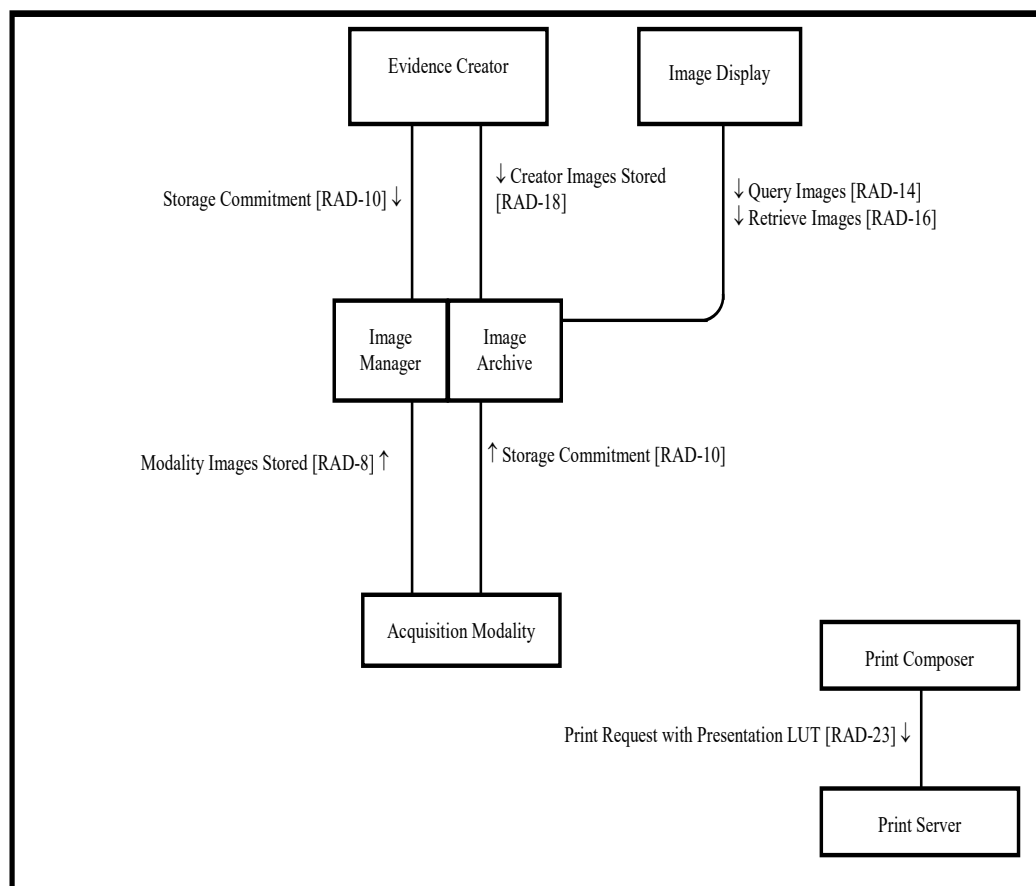 Evidence Creator
Image Display
Storage Commitment [RAD-10] ↓
↓ Creator Images Stored
[RAD-18]
↓ Query Images [RAD-14]
↓ Retrieve Images [RAD-16]
Image
Manager
Image
Archive
Modality Images Stored [RAD-8] ↑
↑ Storage Commitment [RAD-10]
Acquisition Modality
Print Composer
Print Request with Presentation LUT [RAD-23] ↓
Print Server